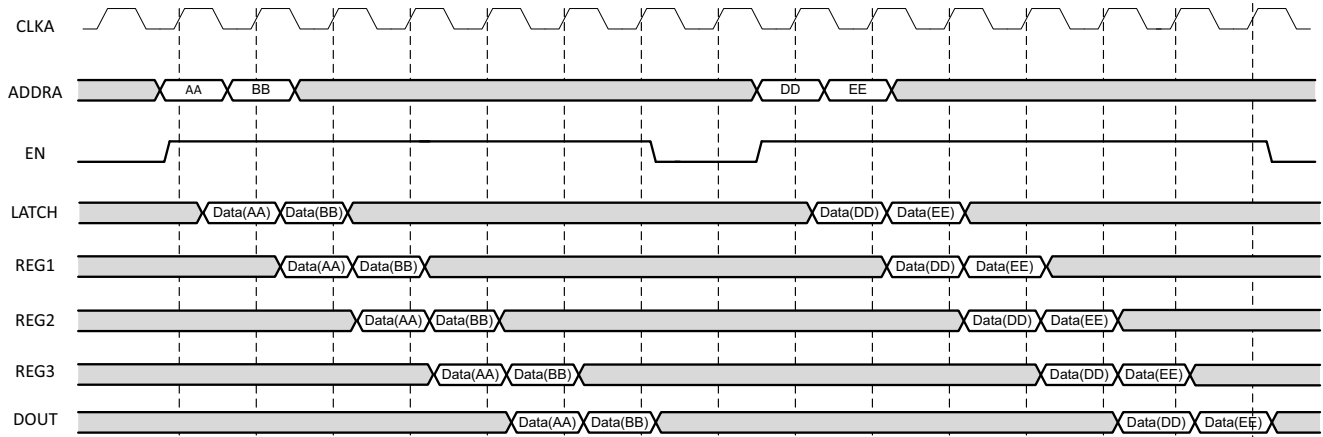 CLKA
ADDRA AA BB DD EE
EN
LATCH Data(AA) Data(BB) Data(DD) Data(EE)
REG1 Data(AA) Data(BB) Data(DD) Data(EE)
REG2 Data(AA) Data(BB) Data(DD) Data(EE)
REG3 Data(AA) Data(BB) Data(DD) Data(EE)
DOUT Data(AA) Data(BB) Data(DD) Data(EE)